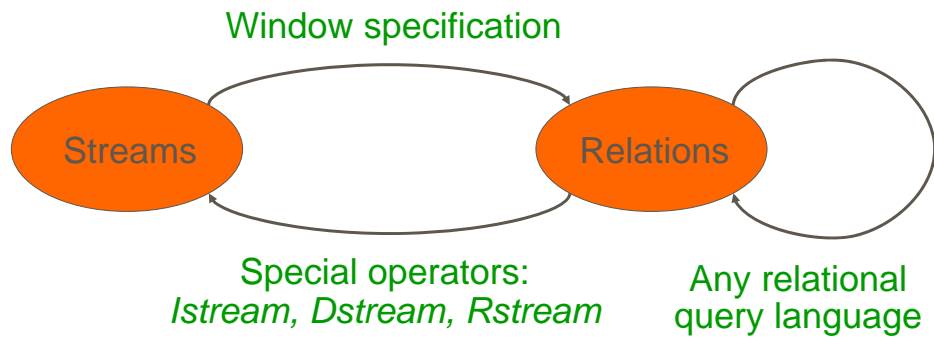 Window specification
Streams
Relations
Special operators:
Istream, Dstream, Rstream
Any relational
query language